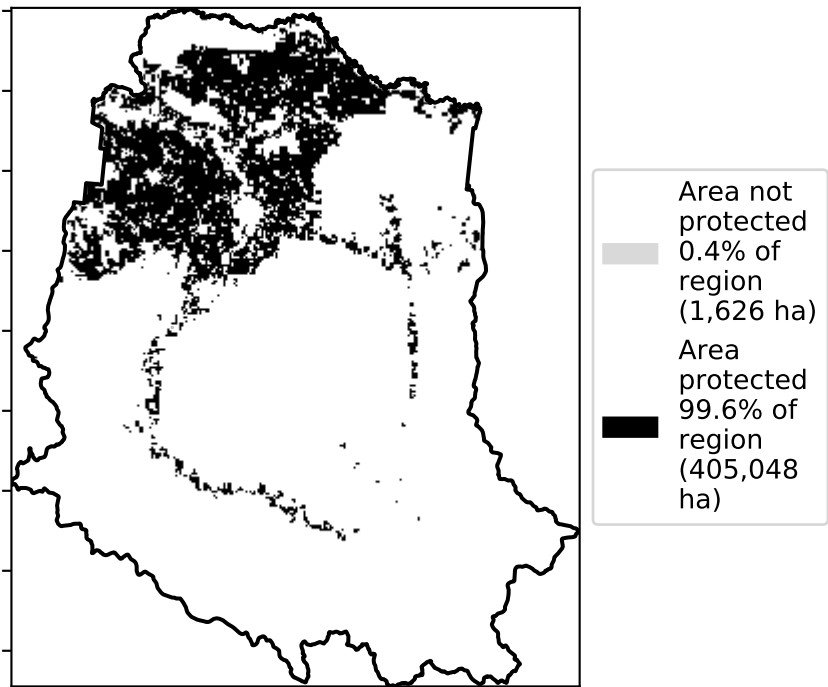 Area not
protected
0.4% of
region
(1,626 ha)
Area
protected
99.6% of
region
(405,048
ha)